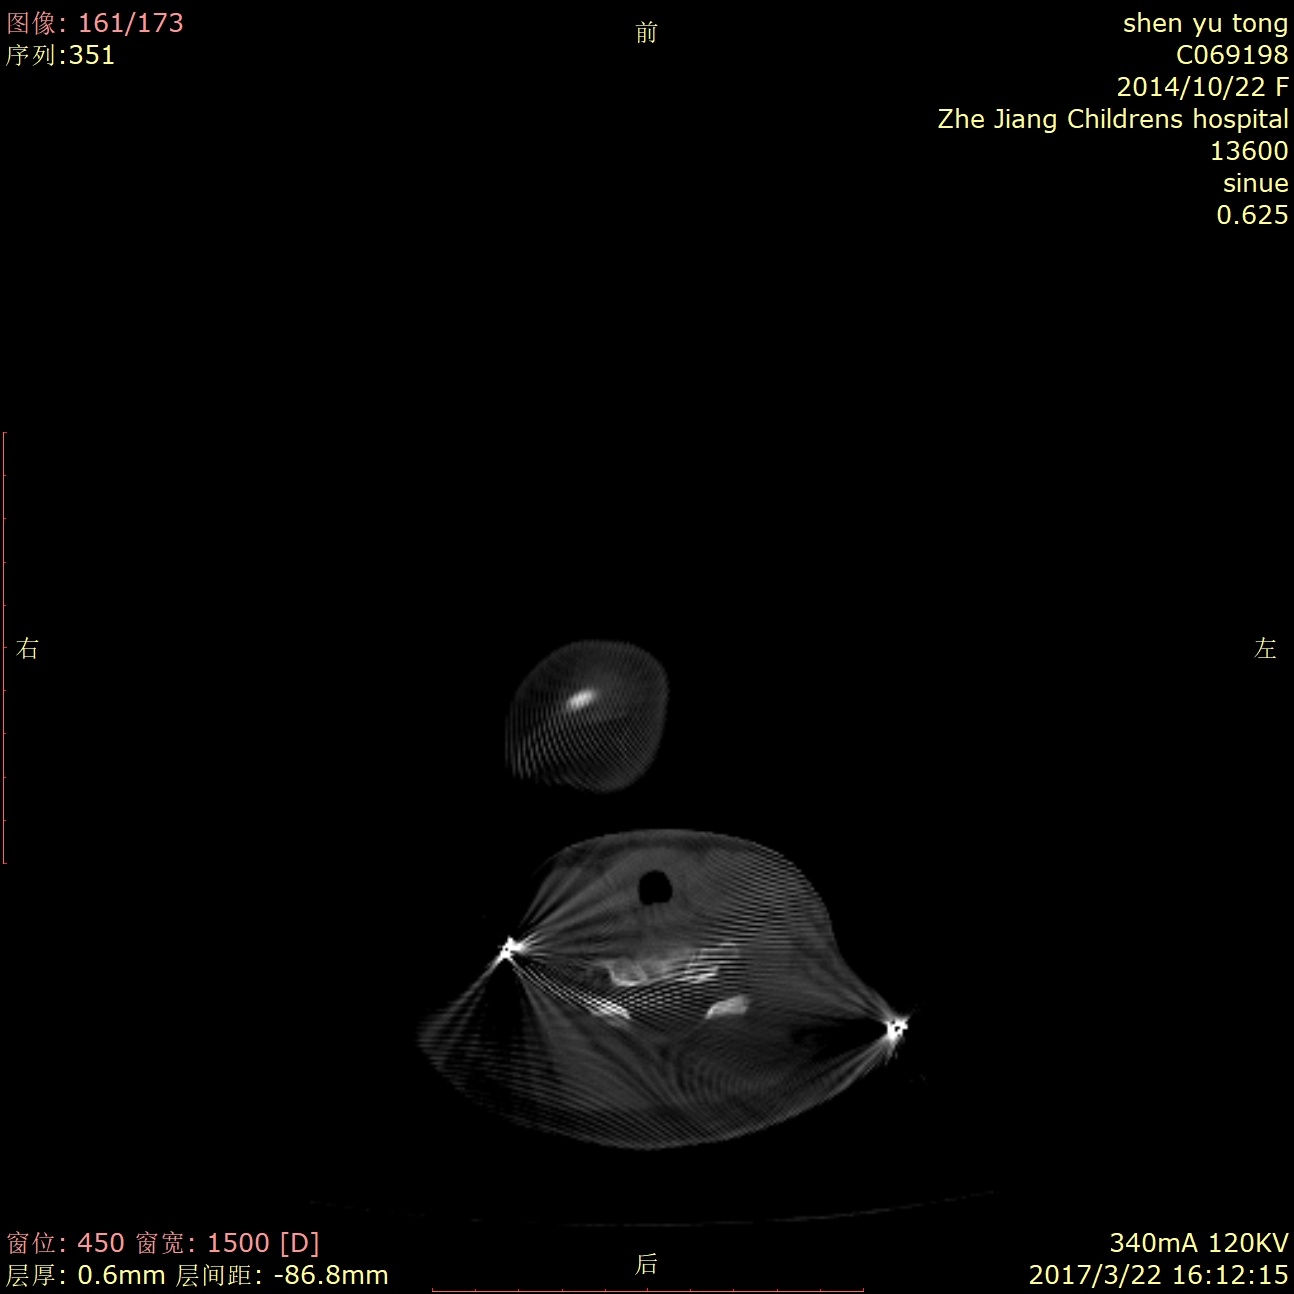 图像: 161/173
序列:351
前
shen yu tong
C069198
2014/10/22 F
Zhe Jiang Childrens hospital
13600
sinue
0.625
右
左
窗位: 450 窗宽: 1500 [D]
层厚: 0.6mm 层间距: -86.8mm
后
340mA 120KV
2017/3/22 16:12:15